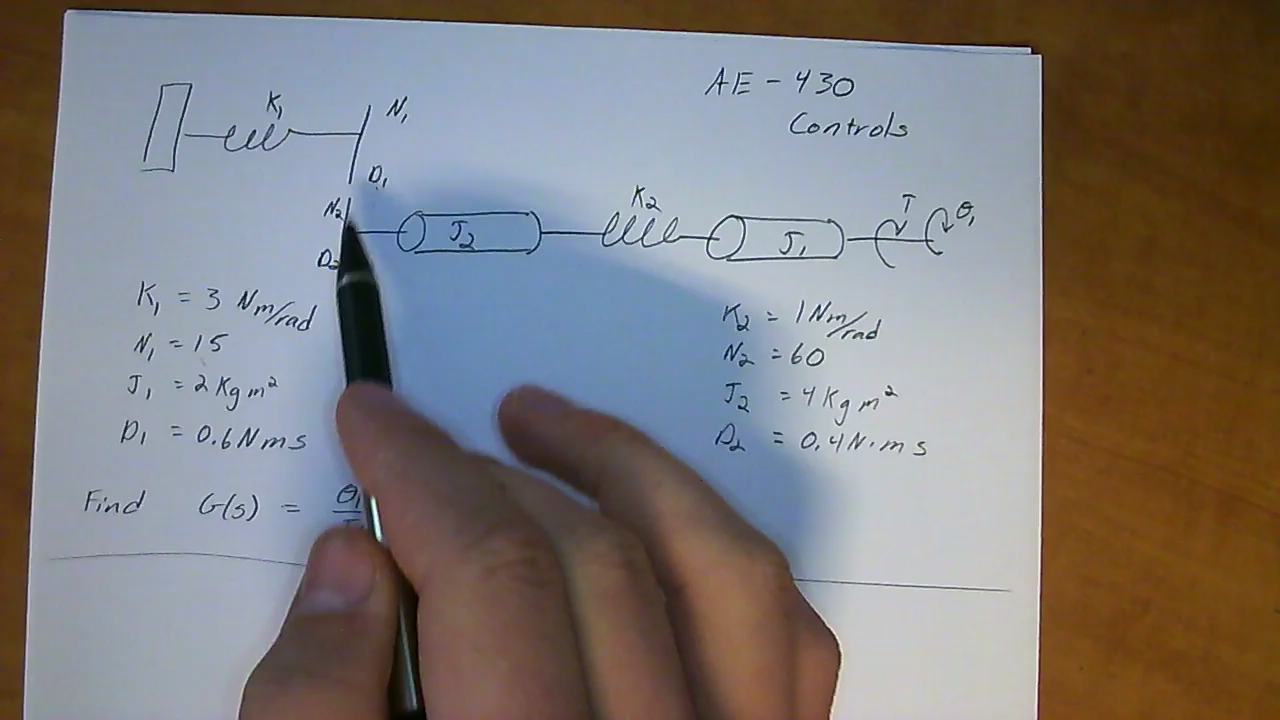 AE-430
Controls
K1
N1
D1
N2
D2
J2
K2
J1
T
θ1
K1 = 3 Nm/rad
N1 = 15
J1 = 2 Kg m²
D1 = 0.6 N m s
K2 = 1 Nm/rad
N2 = 60
J2 = 4 Kg m²
D2 = 0.4 N·m s
Find G(s) = θ1